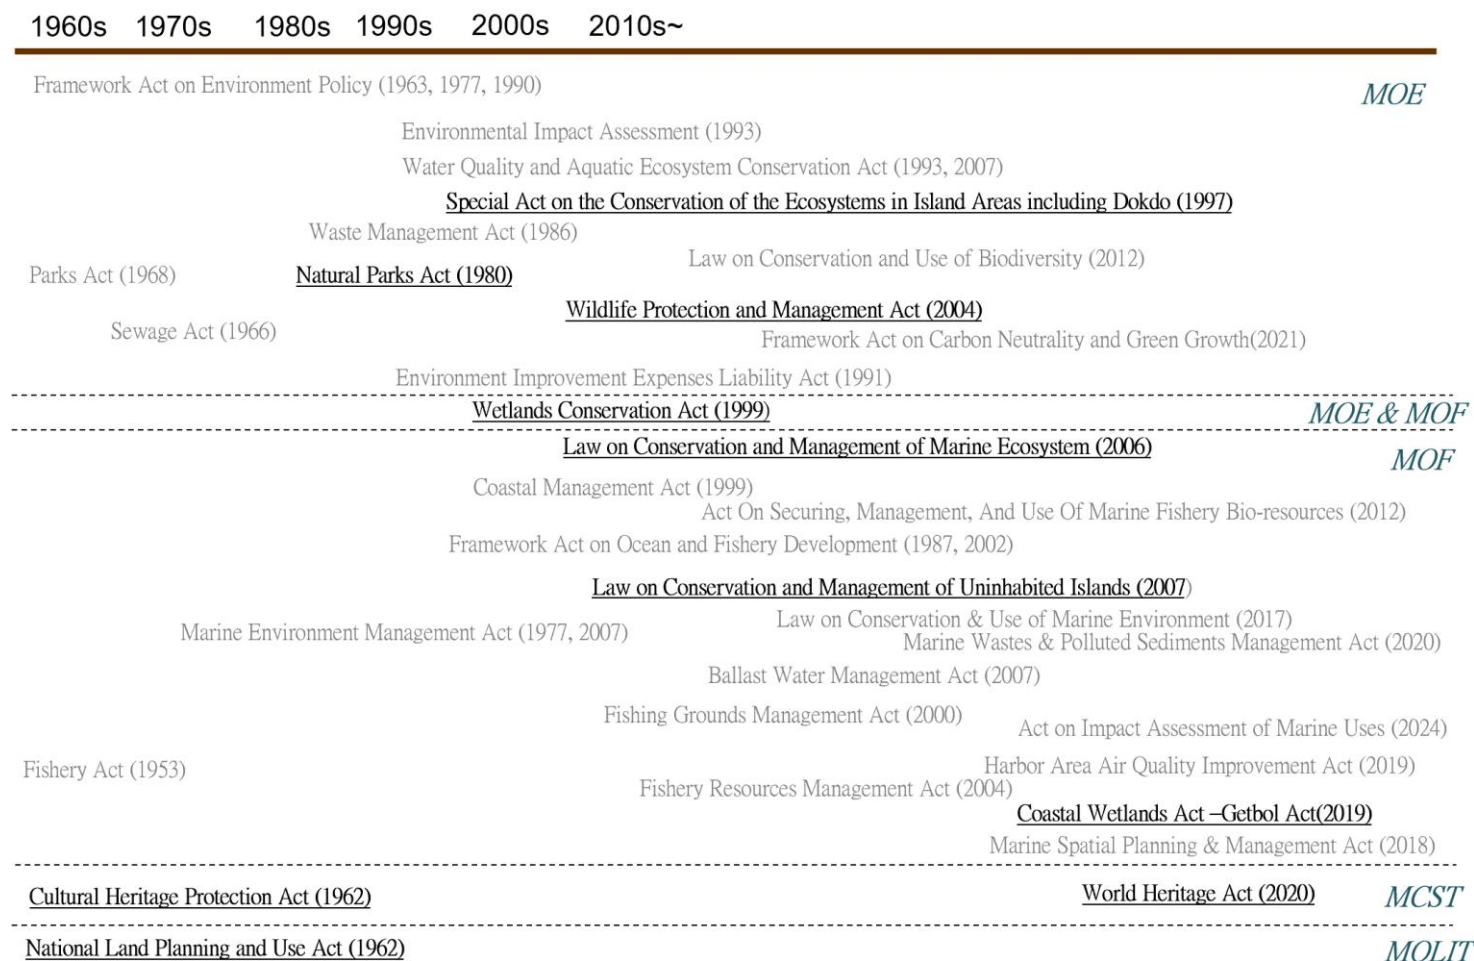 1960s 1970s 1980s 1990s 2000s 2010s~
Framework Act on Environment Policy (1963, 1977, 1990)
MOE
Environmental Impact Assessment (1993)
Water Quality and Aquatic Ecosystem Conservation Act (1993, 2007)
Special Act on the Conservation of the Ecosystems in Island Areas including Dokdo (1997)
Waste Management Act (1986)
Law on Conservation and Use of Biodiversity (2012)
Parks Act (1968) Natural Parks Act (1980)
Wildlife Protection and Management Act (2004)
Sewage Act (1966)
Framework Act on Carbon Neutrality and Green Growth(2021)
Environment Improvement Expenses Liability Act (1991)
Wetlands Conservation Act (1999) MOE & MOF
Law on Conservation and Management of Marine Ecosystem (2006)
MOF
Coastal Management Act (1999)
Act On Securing, Management, And Use Of Marine Fishery Bio-resources (2012)
Framework Act on Ocean and Fishery Development (1987, 2002)
Law on Conservation and Management of Uninhabited Islands (2007)
Law on Conservation & Use of Marine Environment (2017)
Marine Environment Management Act (1977, 2007)
Marine Wastes & Polluted Sediments Management Act (2020)
Ballast Water Management Act (2007)
Fishing Grounds Management Act (2000)
Act on Impact Assessment of Marine Uses (2024)
Fishery Act (1953) Harbor Area Air Quality Improvement Act (2019)
Fishery Resources Management Act (2004)
Coastal Wetlands Act –Getbol Act(2019)
Marine Spatial Planning & Management Act (2018)
Cultural Heritage Protection Act (1962) World Heritage Act (2020) MCST
National Land Planning and Use Act (1962) MOLIT